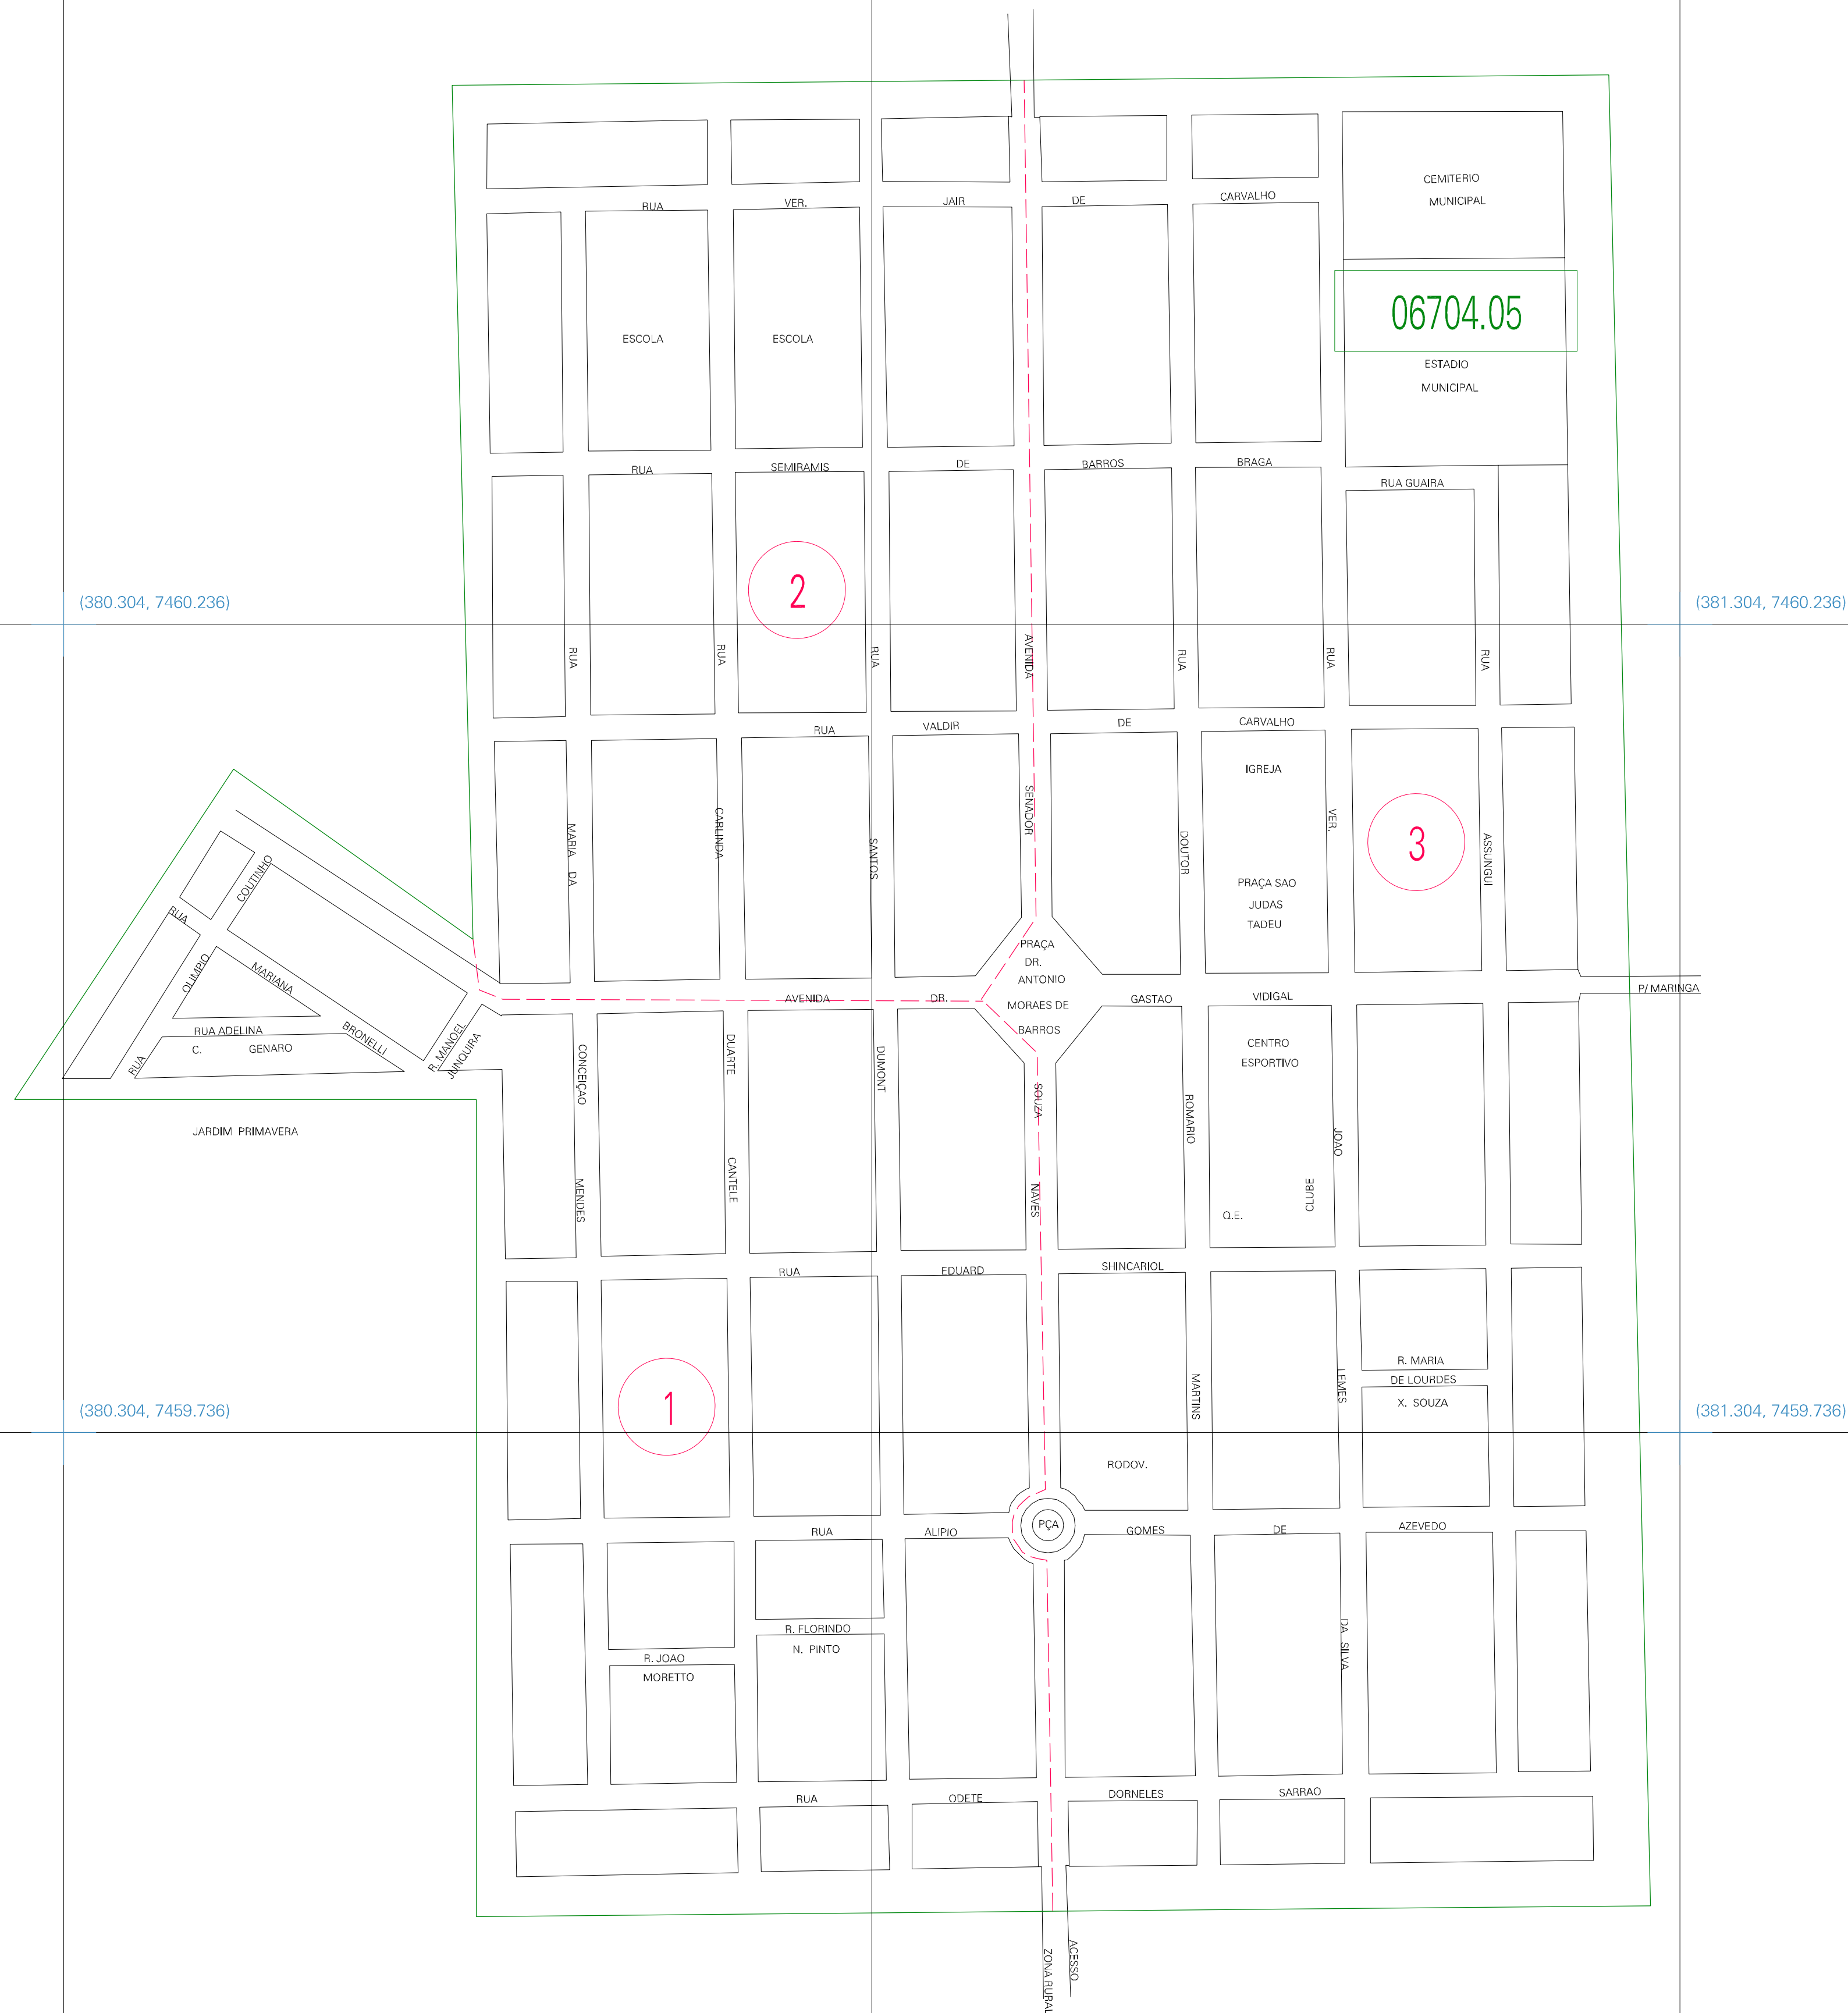 CEMITERIO
MUNICIPAL
RUA VER. JAIR DE CARVALHO
06704.05
ESCOLA
ESCOLA
ESTADIO
MUNICIPAL
RUA SEMIRAMIS DE BARROS BRAGA
RUA GUAIRA
2
(380.304, 7460.236)
(381.304, 7460.236)
RUA MARIA DA CONCEIÇAO MENDES
RUA CARLINDA DUARTE CANTELE
RUA SANTOS DUMONT
AVENIDA SENADOR SOUZA NAVES
RUA DOUTOR ROMARIO MARTINS
RUA VER. JOAO LEMES DA SILVA
RUA ASSUNGUI
RUA VALDIR DE CARVALHO
IGREJA
3
PRAÇA SAO
JUDAS
TADEU
RUA OLIMPIO COUTINHO
RUA MARIANA BRONELLI
RUA ADELINA
C. GENARO
R. MANOEL
JUNQUIRA
JARDIM PRIMAVERA
PRAÇA
DR.
ANTONIO
MORAES DE
BARROS
AVENIDA DR. GASTAO VIDIGAL
P/ MARINGA
CENTRO
ESPORTIVO
CLUBE
Q.E.
RUA EDUARD SHINCARIOL
R. MARIA
DE LOURDES
X. SOUZA
1
(380.304, 7459.736)
(381.304, 7459.736)
RODOV.
PÇA
RUA ALIPIO GOMES DE AZEVEDO
R. FLORINDO
N. PINTO
R. JOAO
MORETTO
RUA ODETE DORNELES SARRAO
ACESSO
ZONA RURAL